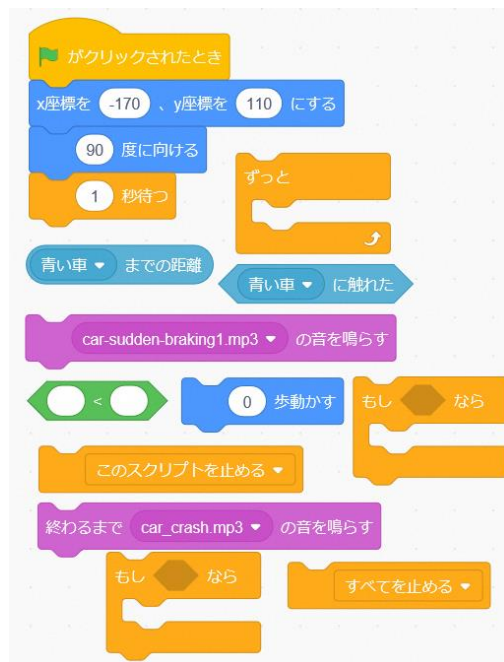 がクリックされたとき
x座標を -170 、y座標を 110 にする
90 度に向ける
1 秒待つ
ずっと
青い車 までの距離
青い車 に触れた
car-sudden-braking1.mp3 の音を鳴らす
<
0 歩動かす
もし なら
このスクリプトを止める
終わるまで car_crash.mp3 の音を鳴らす
もし なら
すべてを止める